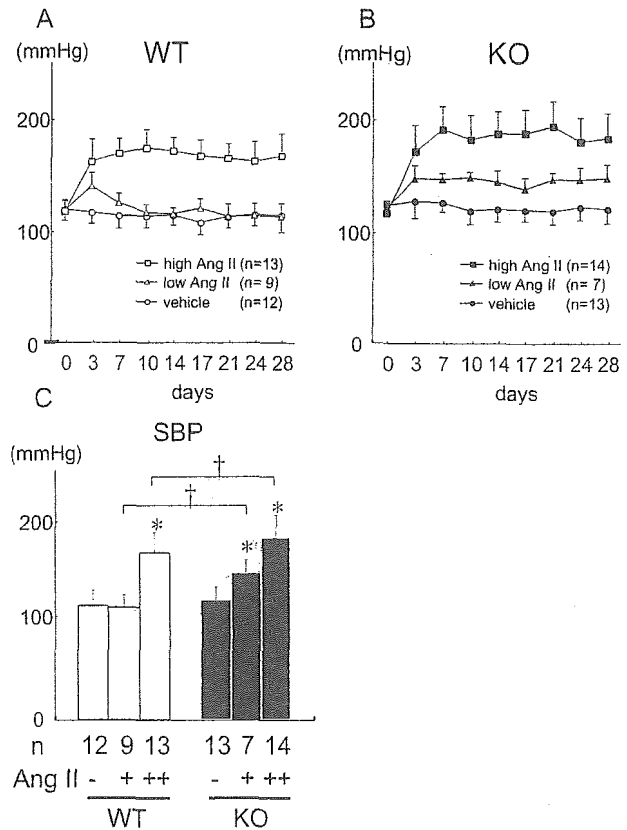 A
(mmHg)
WT
200
100
0
high Ang II (n=13)
low Ang II (n= 9)
vehicle (n=12)
0 3 7 10 14 17 21 24 28
days
B
(mmHg)
KO
200
100
0
high Ang II (n=14)
low Ang II (n= 7)
vehicle (n=13)
0 3 7 10 14 17 21 24 28
days
C
SBP
(mmHg)
†
†
* * *
200
100
0
n 12 9 13 13 7 14
Ang II - + ++ - + ++
WT KO